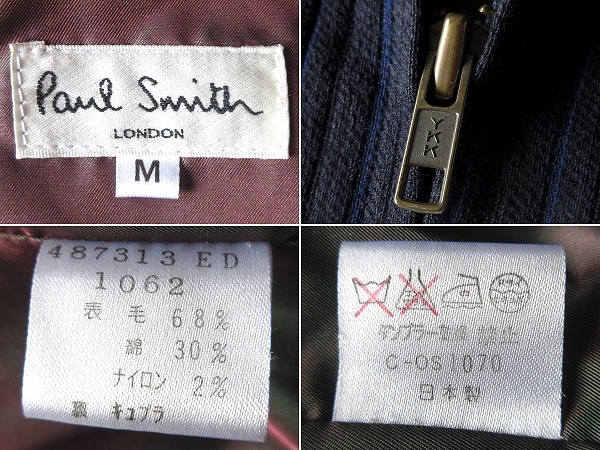 Paul Smith
LONDON
M
YKK
487313 ED
1062
表 毛 68%
綿 30%
ナイロン 2%
裏 キュプラ
タンブラー乾燥 禁止
C-OS1070
日本製